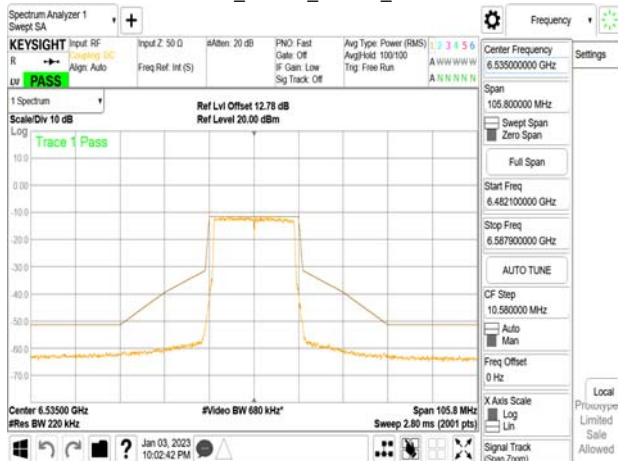 Spectrum Analyzer 1
Swept SA
+
Frequency
KEYSIGHT
R
LV PASS
Input: RF
Coupling: DC
Align: Auto
Input Z: 50 Ω
Freq Ref: Int (S)
#Atten: 20 dB
PNO: Fast
Gate: Off
IF Gain: Low
Sig Track: Off
Avg Type: Power (RMS)
Avg|Hold: 100/100
Trig: Free Run
1 2 3 4 5 6
A W W W W W
A N N N N N
1 Spectrum
Scale/Div 10 dB
Ref Lvl Offset 12.78 dB
Ref Level 20.00 dBm
Log
Trace 1 Pass
10.0
0.00
-10.0
-20.0
-30.0
-40.0
-50.0
-60.0
-70.0
Center 6.53500 GHz
#Res BW 220 kHz
#Video BW 680 kHz*
Span 105.8 MHz
Sweep 2.80 ms (2001 pts)
Jan 03, 2023
10:02:42 PM
Center Frequency
6.535000000 GHz
Span
105.800000 MHz
Swept Span
Zero Span
Full Span
Start Freq
6.482100000 GHz
Stop Freq
6.587900000 GHz
AUTO TUNE
CF Step
10.580000 MHz
Auto
Man
Freq Offset
0 Hz
X Axis Scale
Log
Lin
Signal Track
(Span Zoom)
Settings
Local
Prototype
Limited
Sale
Allowed